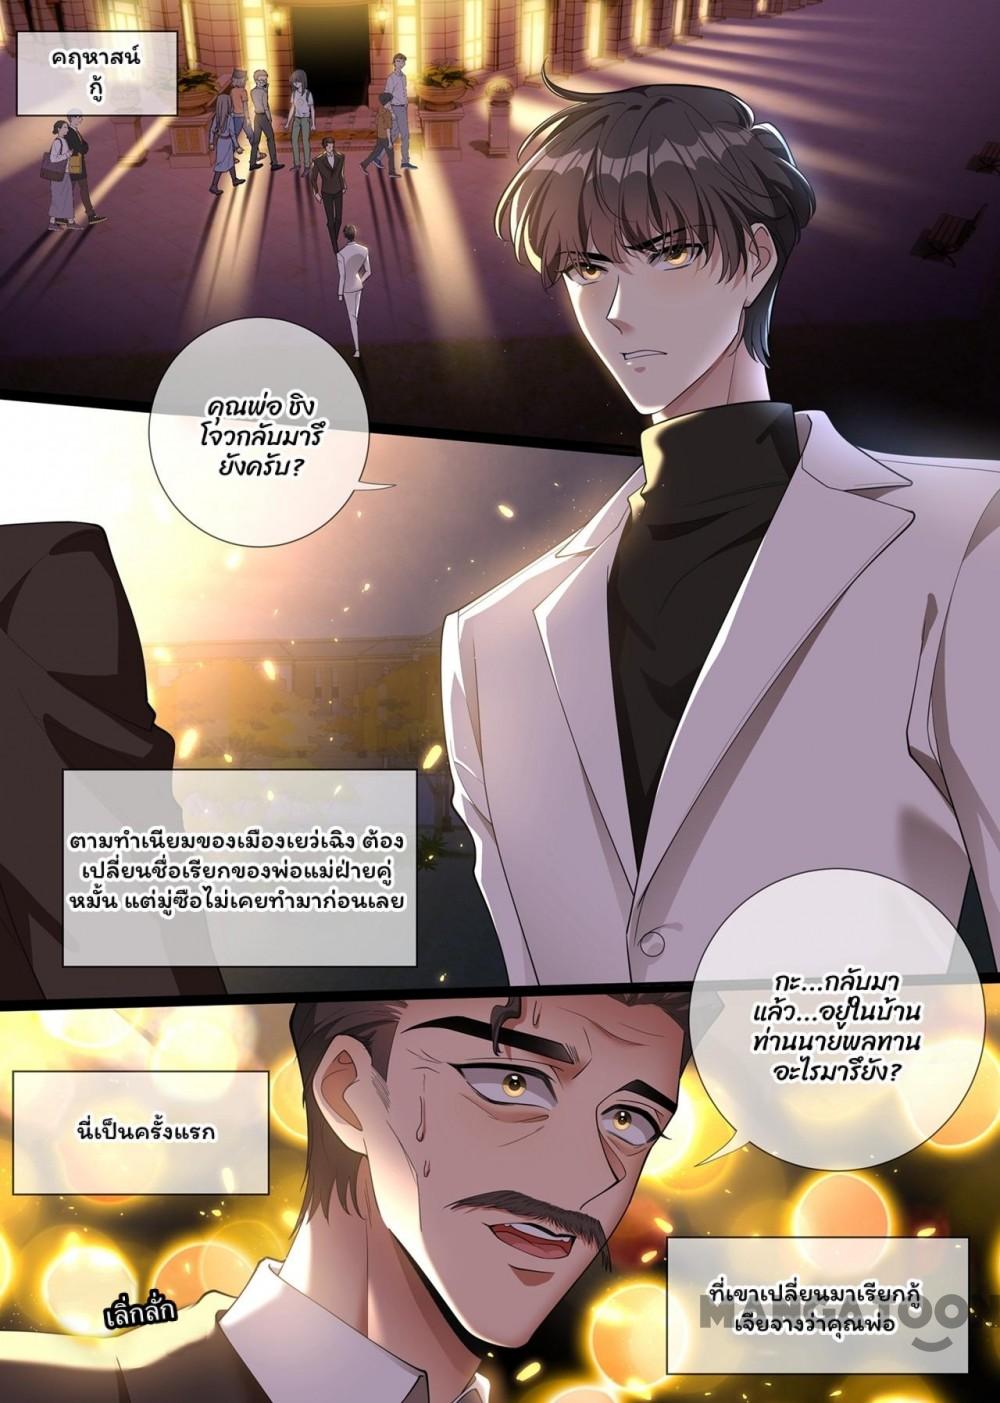 คฤหาสน์
กู้
คุณพ่อ ชิง
โจวกลับมารึ
ยังครับ?
ตามทำเนียมของเมืองเยว่เฉิง ต้อง
เปลี่ยนชื่อเรียกของพ่อแม่ฝ่ายคู่
หมั้น แต่มู่ซือไม่เคยทำมาก่อนเลย
กะ...กลับมา
แล้ว...อยู่ในบ้าน
ท่านนายพลทาน
อะไรมารึยัง?
นี่เป็นครั้งแรก
ที่เขาเปลี่ยนมาเรียกกู้
เจียจางว่าคุณพ่อ
เลิ่กลั่ก
MANGATOON